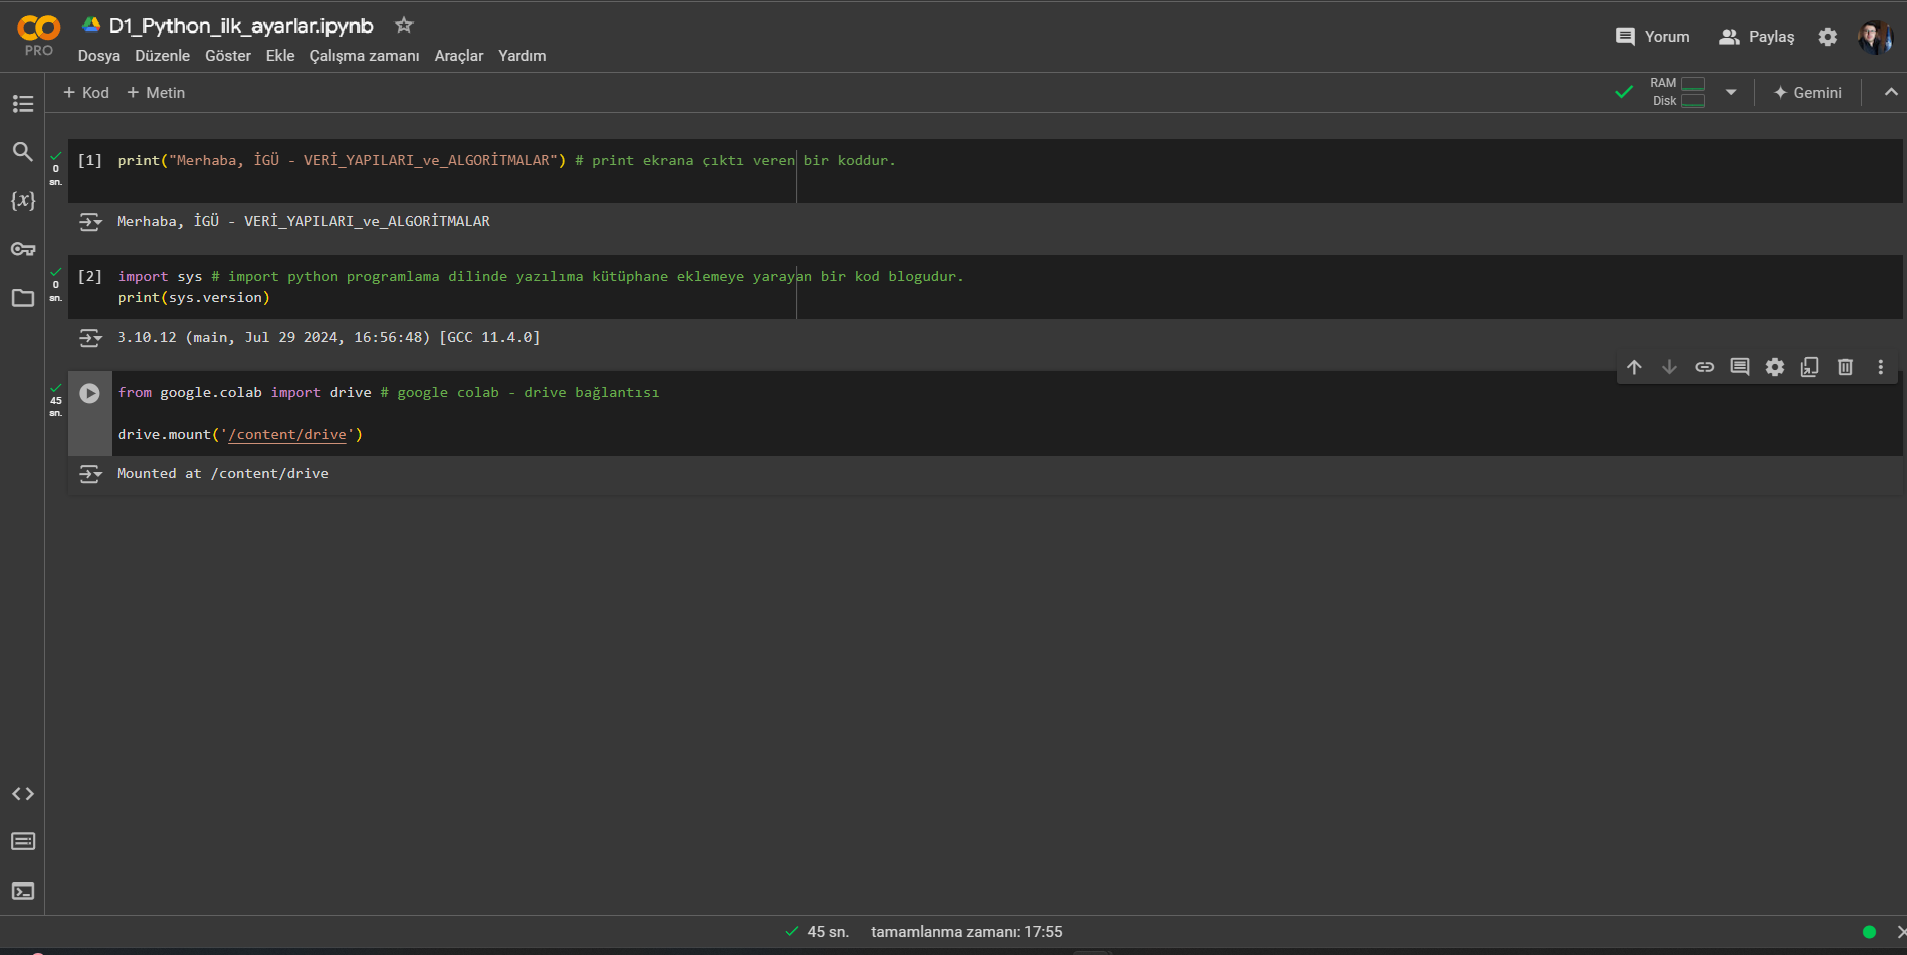 CO
PRO
D1_Python_ilk_ayarlar.ipynb
Dosya Düzenle Göster Ekle Çalışma zamanı Araçlar Yardım
Yorum Paylaş
+ Kod + Metin
RAM
Disk
Gemini
0
sn.
[1] print("Merhaba, İGÜ - VERİ_YAPILARI_ve_ALGORİTMALAR") # print ekrana çıktı veren bir koddur.
Merhaba, İGÜ - VERİ_YAPILARI_ve_ALGORİTMALAR
{x}
0
sn.
[2] import sys # import python programlama dilinde yazılıma kütüphane eklemeye yarayan bir kod blogudur.
print(sys.version)
3.10.12 (main, Jul 29 2024, 16:56:48) [GCC 11.4.0]
45
sn.
from google.colab import drive # google colab - drive bağlantısı
drive.mount('/content/drive')
Mounted at /content/drive
45 sn. tamamlanma zamanı: 17:55